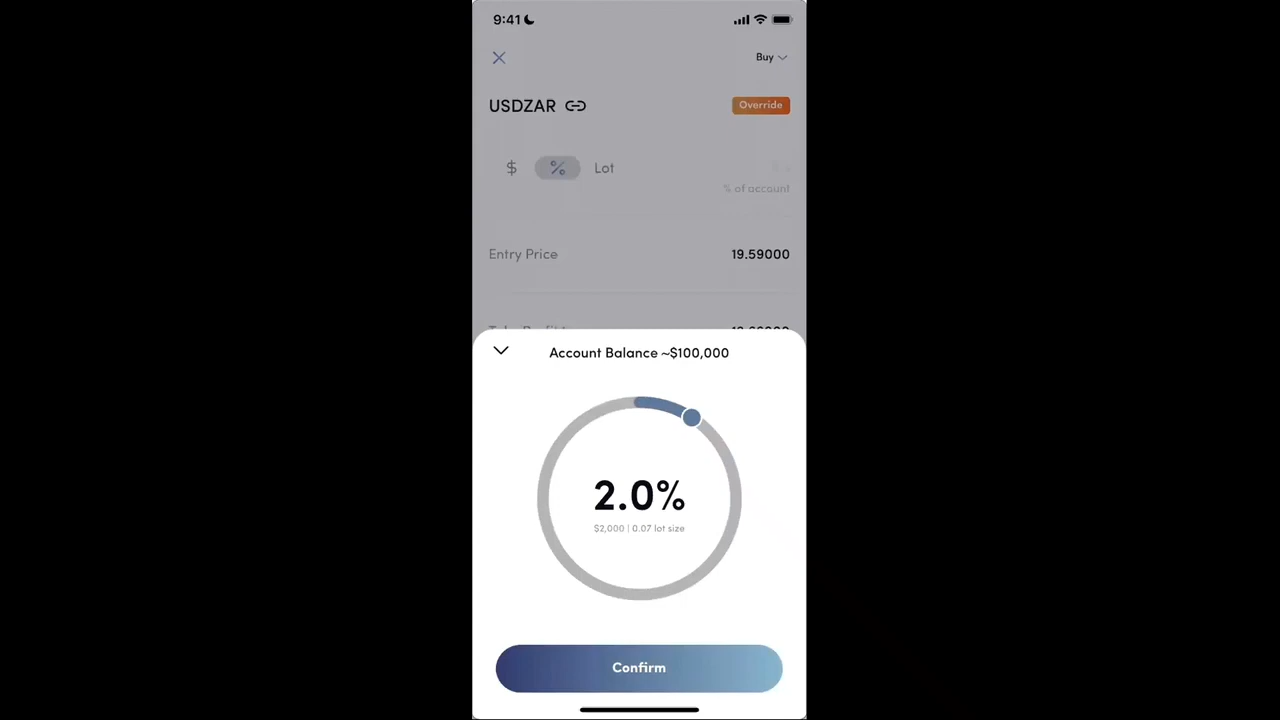 9:41
Buy
USDZAR
Override
$ % Lot
% of account
Entry Price 19.59000
Account Balance ~$100,000
2.0%
$2,000 | 0.07 lot size
Confirm